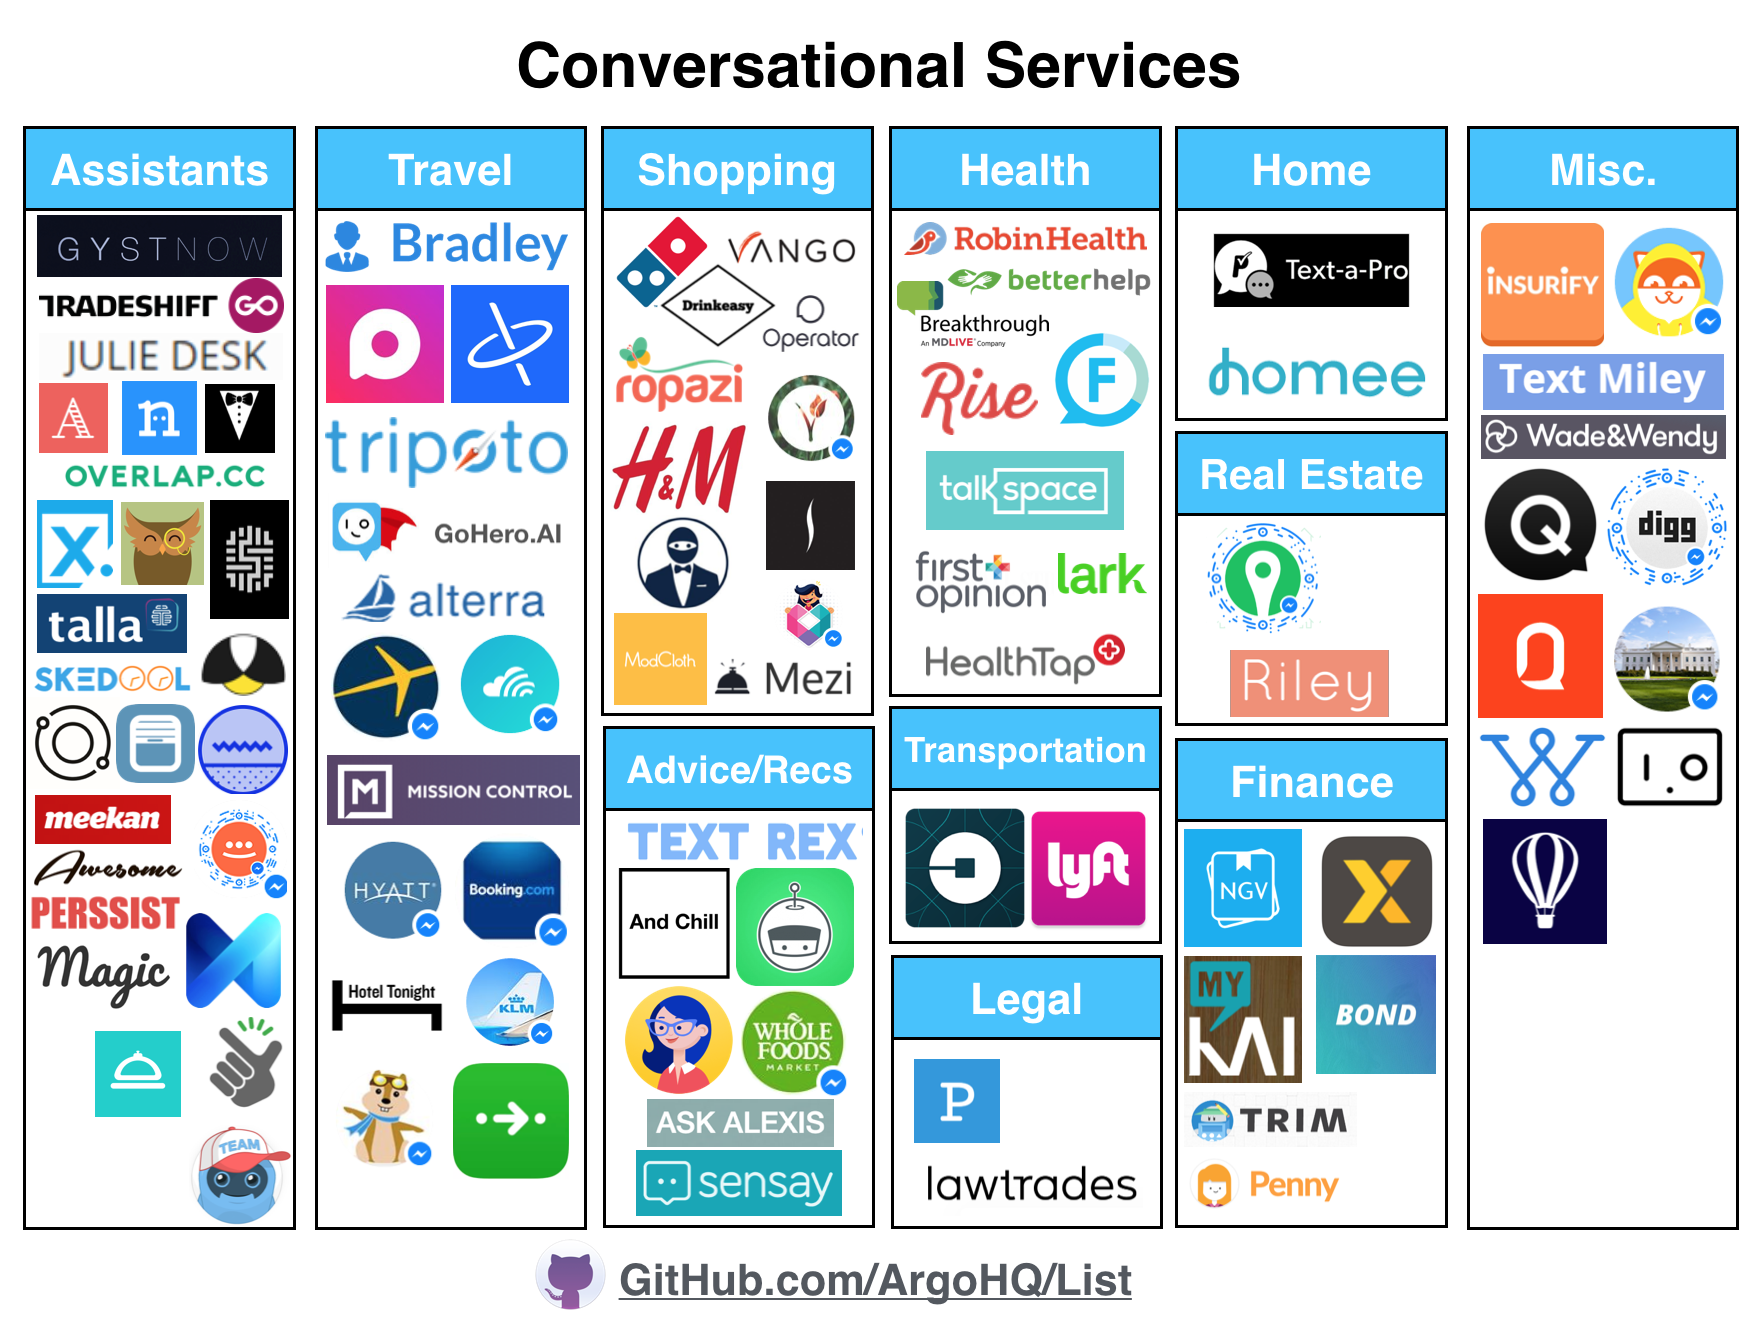 Conversational Services
Assistants
GYSTNOW
TRADESHIFT GO
JULIE DESK
A n
OVERLAP.CC
X.
talla
SKEDOOL
meekan
Awesome
PERSSIST
Magic
TEAM
Travel
Bradley
tripoto
GoHero.AI
alterra
M MISSION CONTROL
HYATT
Booking.com
Hotel Tonight
KLM
Shopping
VANGO
Drinkeasy
Operator
ropazi
H&M
ModCloth
Mezi
Advice/Recs
TEXT REX
And Chill
WHOLE
FOODS
MARKET
ASK ALEXIS
sensay
Health
RobinHealth
betterhelp
Breakthrough
An MDLIVE Company
Rise
F
talkspace
first
opinion
lark
HealthTap
Transportation
lyft
Legal
P
lawtrades
Home
Text-a-Pro
homee
Real Estate
Riley
Finance
NGV
MY
KAI
BOND
TRIM
Penny
Misc.
INSURIFY
Text Miley
Wade&Wendy
Q
digg
Q
W
GitHub.com/ArgoHQ/List